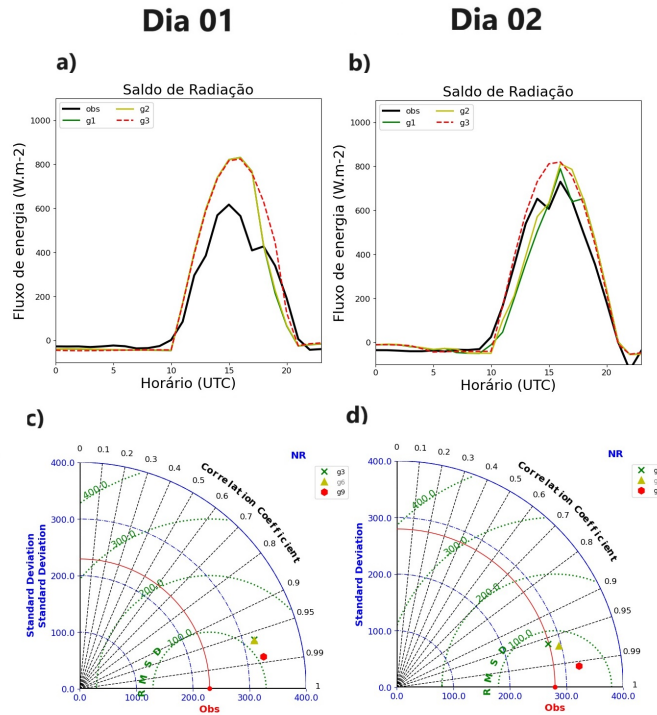 Dia 01
Dia 02
a)
b)
Saldo de Radiação
obs
g1
g2
g3
Fluxo de energia (W.m-2)
1000
800
600
400
200
0
0
5
10
15
20
Horário (UTC)
Saldo de Radiação
obs
g1
g2
g3
Fluxo de energia (W.m-2)
1000
800
600
400
200
0
0
5
10
15
20
Horário (UTC)
c)
d)
NR
g3
g6
g9
0
0.1
0.2
0.3
0.4
0.5
0.6
0.7
0.8
0.9
0.95
0.99
1
Correlation Coefficient
Standard Deviation
Standard Deviation
400.0
300.0
200.0
100.0
0.0
400.0
300.0
200.0
100.0
RMSD
0.0
100.0
200.0
300.0
400.0
Obs
NR
g
g
g
0
0.1
0.2
0.3
0.4
0.5
0.6
0.7
0.8
0.9
0.95
0.99
1
Correlation Coefficient
Standard Deviation
400.0
300.0
200.0
100.0
0.0
400.0
300.0
200.0
100.0
RMSD
0.0
100.0
200.0
300.0
400.0
Obs